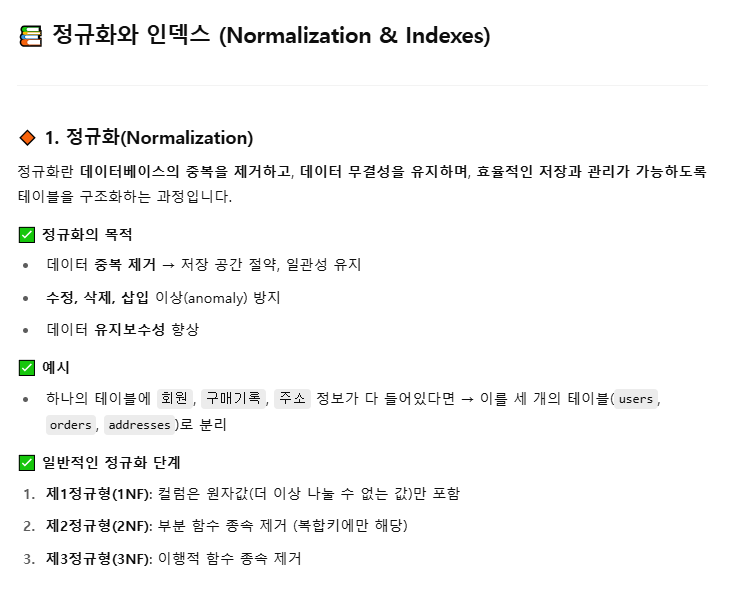 📚 정규화와 인덱스 (Normalization & Indexes)
🔶 1. 정규화(Normalization)
정규화란 데이터베이스의 중복을 제거하고, 데이터 무결성을 유지하며, 효율적인 저장과 관리가 가능하도록
테이블을 구조화하는 과정입니다.
✅ 정규화의 목적
• 데이터 중복 제거 → 저장 공간 절약, 일관성 유지
• 수정, 삭제, 삽입 이상(anomaly) 방지
• 데이터 유지보수성 향상
✅ 예시
• 하나의 테이블에 회원, 구매기록, 주소 정보가 다 들어있다면 → 이를 세 개의 테이블(users,
orders, addresses)로 분리
✅ 일반적인 정규화 단계
1. 제1정규형(1NF): 컬럼은 원자값(더 이상 나눌 수 없는 값)만 포함
2. 제2정규형(2NF): 부분 함수 종속 제거 (복합키에만 해당)
3. 제3정규형(3NF): 이행적 함수 종속 제거